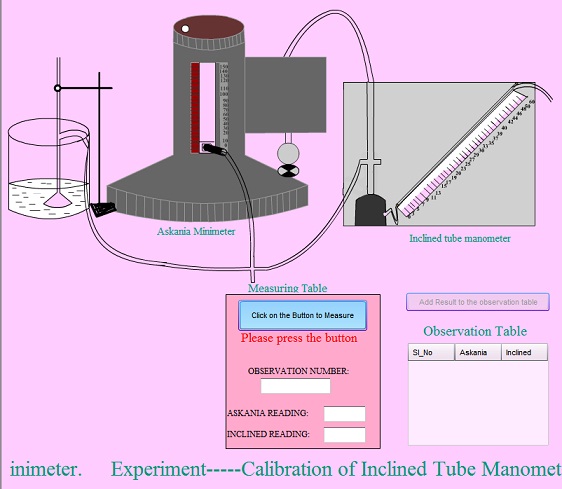 Askania Minimeter
Inclined tube manometer
Measuring Table
Click on the Button to Measure
Please press the button
OBSERVATION NUMBER:
ASKANIA READING:
INCLINED READING:
Add Result to the observation table
Observation Table
Sl_No Askania Inclined
inimeter. Experiment-----Calibration of Inclined Tube Manomet